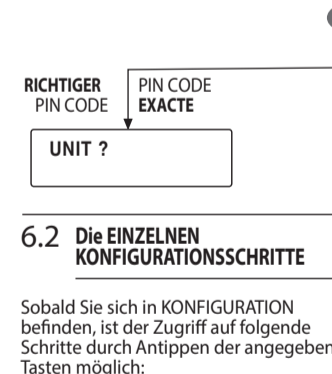 RICHTIGER PIN CODE
PIN CODE EXACTE
UNIT ?
6.2 Die EINZELNEN
KONFIGURATIONSSCHRITTE
Sobald Sie sich in KONFIGURATION
befinden, ist der Zugriff auf folgende
Schritte durch Antippen der angegeben
Tasten möglich: